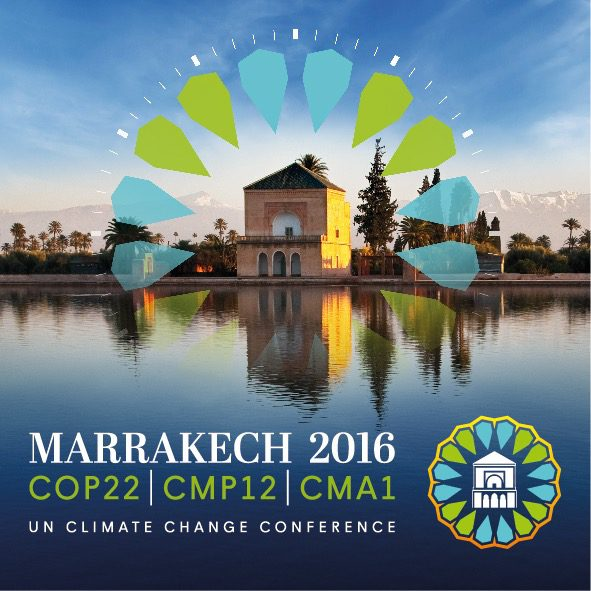 MARRAKECH 2016
COP22 | CMP12 | CMA1
UN CLIMATE CHANGE CONFERENCE